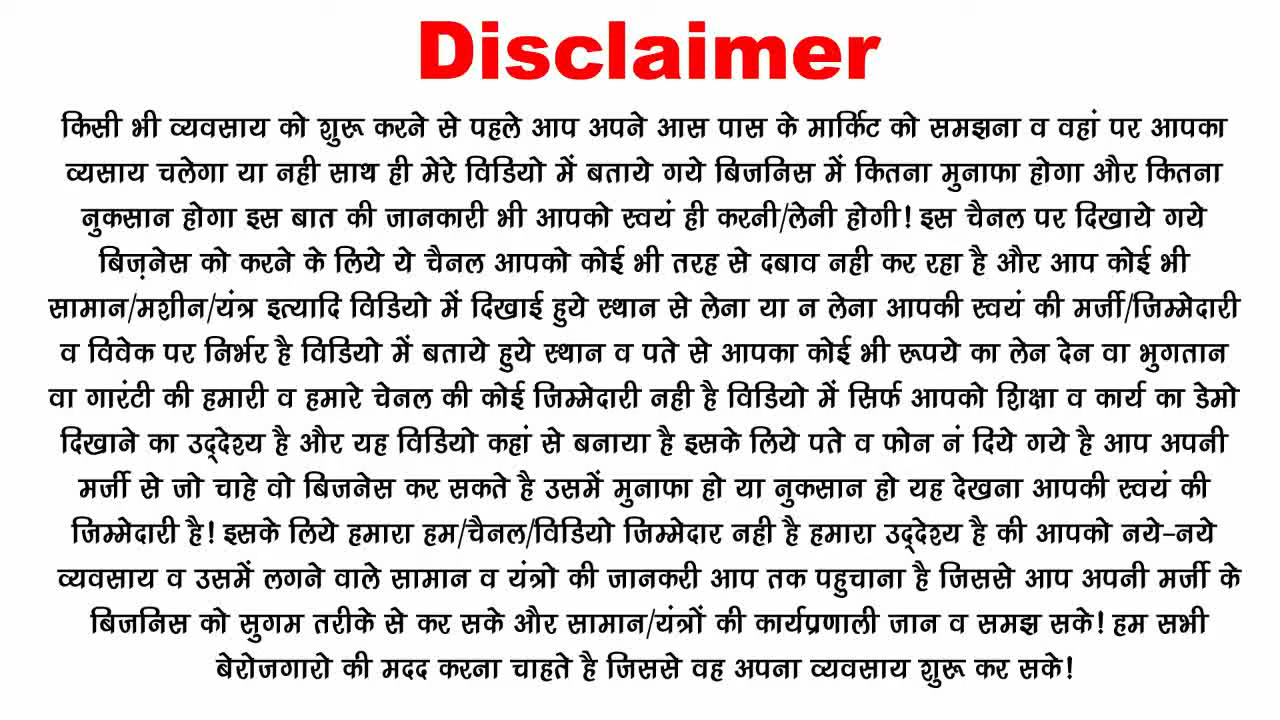 Disclaimer
किसी भी व्यवसाय को शुरू करने से पहले आप अपने आस पास के मार्किट को समझना व वहां पर आपका
व्यसाय चलेगा या नही साथ ही मेरे विडियो में बताये गये बिजनिस में कितना मुनाफा होगा और कितना
नुकसान होगा इस बात की जानकारी भी आपको स्वयं ही करनी/लेनी होगी! इस चैनल पर दिखाये गये
बिज़नेस को करने के लिये ये चैनल आपको कोई भी तरह से दबाव नही कर रहा है और आप कोई भी
सामान/मशीन/यंत्र इत्यादि विडियो में दिखाई हुये स्थान से लेना या न लेना आपकी स्वयं की मर्जी/जिम्मेदारी
व विवेक पर निर्भर है विडियो में बताये हुये स्थान व पते से आपका कोई भी रूपये का लेन देन वा भुगतान
वा गारंटी की हमारी व हमारे चेनल की कोई जिम्मेदारी नही है विडियो में सिर्फ आपको शिक्षा व कार्य का डेमो
दिखाने का उद्देश्य है और यह विडियो कहां से बनाया है इसके लिये पते व फोन नं दिये गये है आप अपनी
मर्जी से जो चाहे वो बिजनेस कर सकते है उसमें मुनाफा हो या नुकसान हो यह देखना आपकी स्वयं की
जिम्मेदारी है! इसके लिये हमारा हम/चैनल/विडियो जिम्मेदार नही है हमारा उद्देश्य है की आपको नये-नये
व्यवसाय व उसमें लगने वाले सामान व यंत्रो की जानकरी आप तक पहुचाना है जिससे आप अपनी मर्जी के
बिजनिस को सुगम तरीके से कर सके और सामान/यंत्रों की कार्यप्रणाली जान व समझ सके! हम सभी
बेरोजगारो की मदद करना चाहते है जिससे वह अपना व्यवसाय शुरू कर सके!